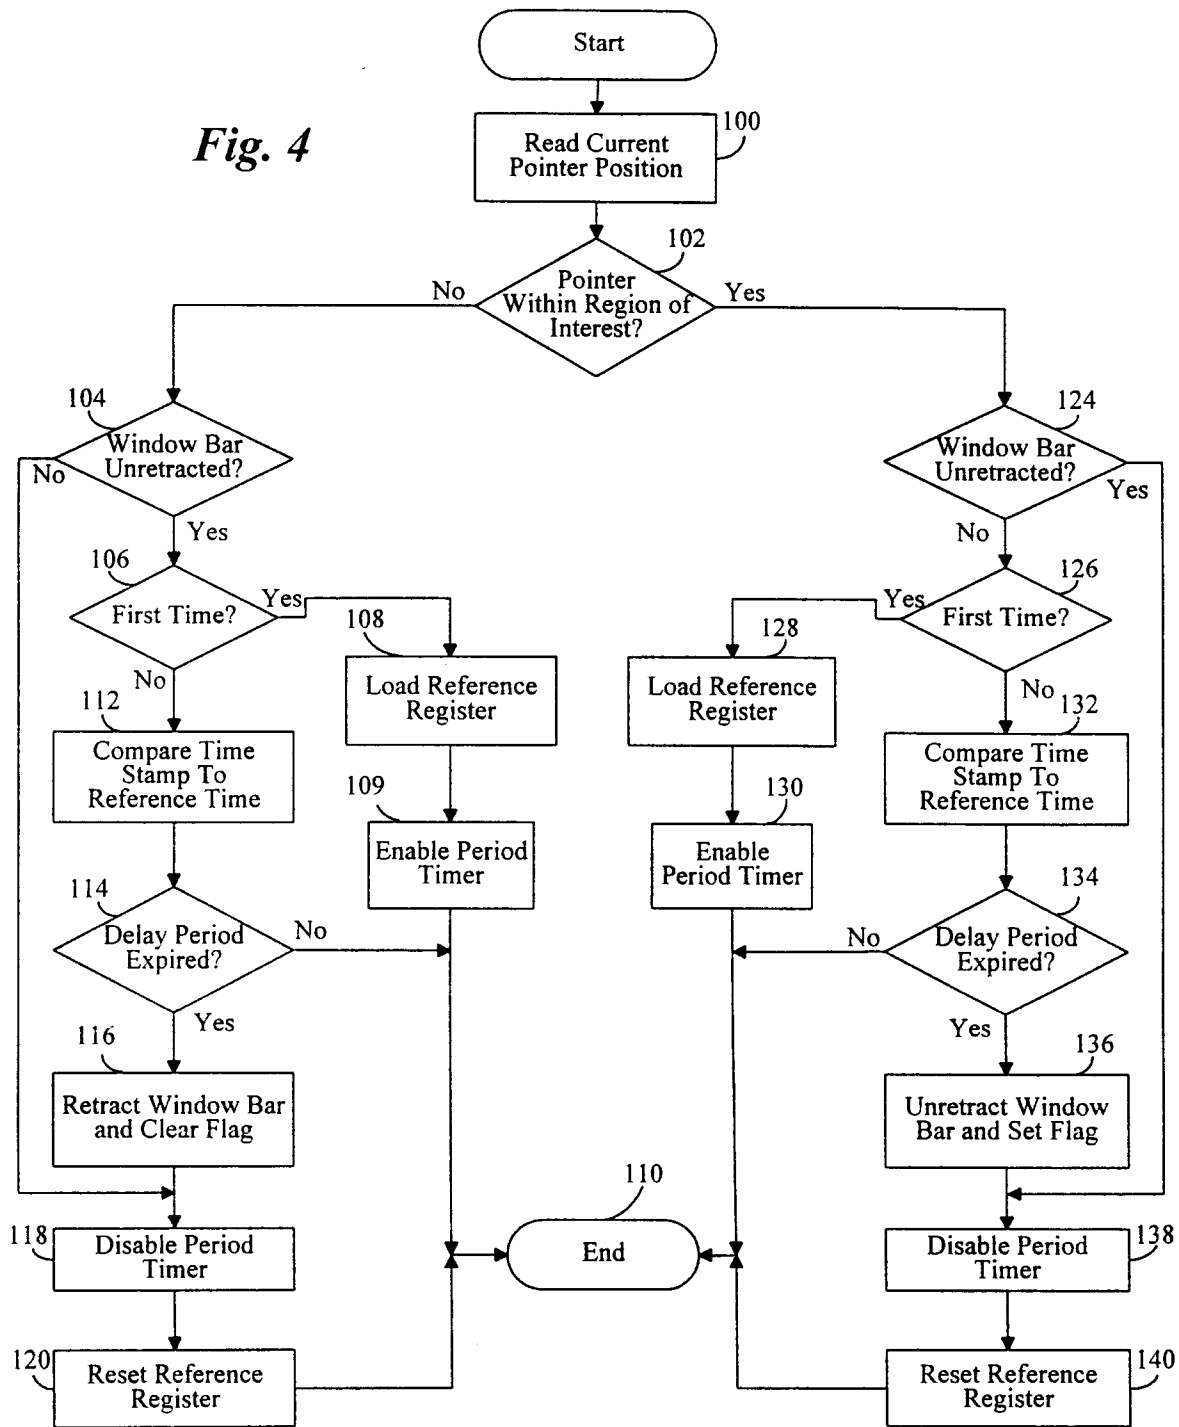 Start
Fig. 4
100
Read Current
Pointer Position
102
Pointer
Within Region of
Interest?
No
Yes
104
Window Bar
Unretracted?
No
Yes
124
Window Bar
Unretracted?
Yes
No
106
First Time?
Yes
No
108
Load Reference
Register
128
Load Reference
Register
126
First Time?
Yes
No
112
Compare Time
Stamp To
Reference Time
109
Enable Period
Timer
130
Enable
Period Timer
132
Compare Time
Stamp To
Reference Time
114
Delay Period
Expired?
No
Yes
134
Delay Period
Expired?
No
Yes
116
Retract Window Bar
and Clear Flag
136
Unretract Window
Bar and Set Flag
110
End
118
Disable Period
Timer
138
Disable Period
Timer
120
Reset Reference
Register
140
Reset Reference
Register